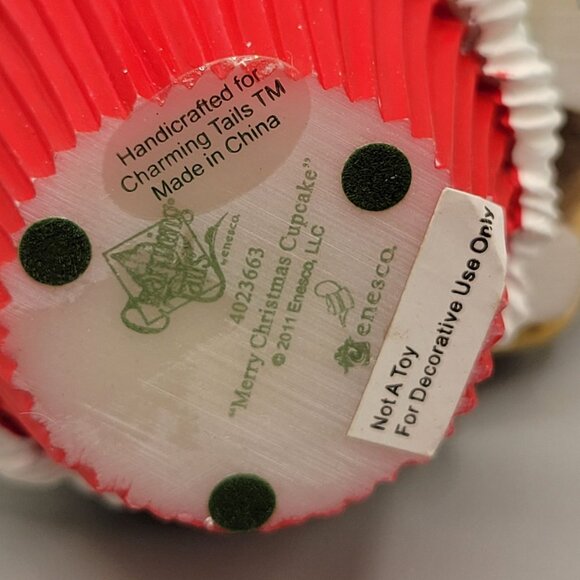 Handicrafted for
Charming Tails TM
Made in China
Charming
Tails
enesco.
4023663
"Merry Christmas Cupcake"
© 2011 Enesco, LLC
enesco.
Not A Toy
For Decorative Use Only